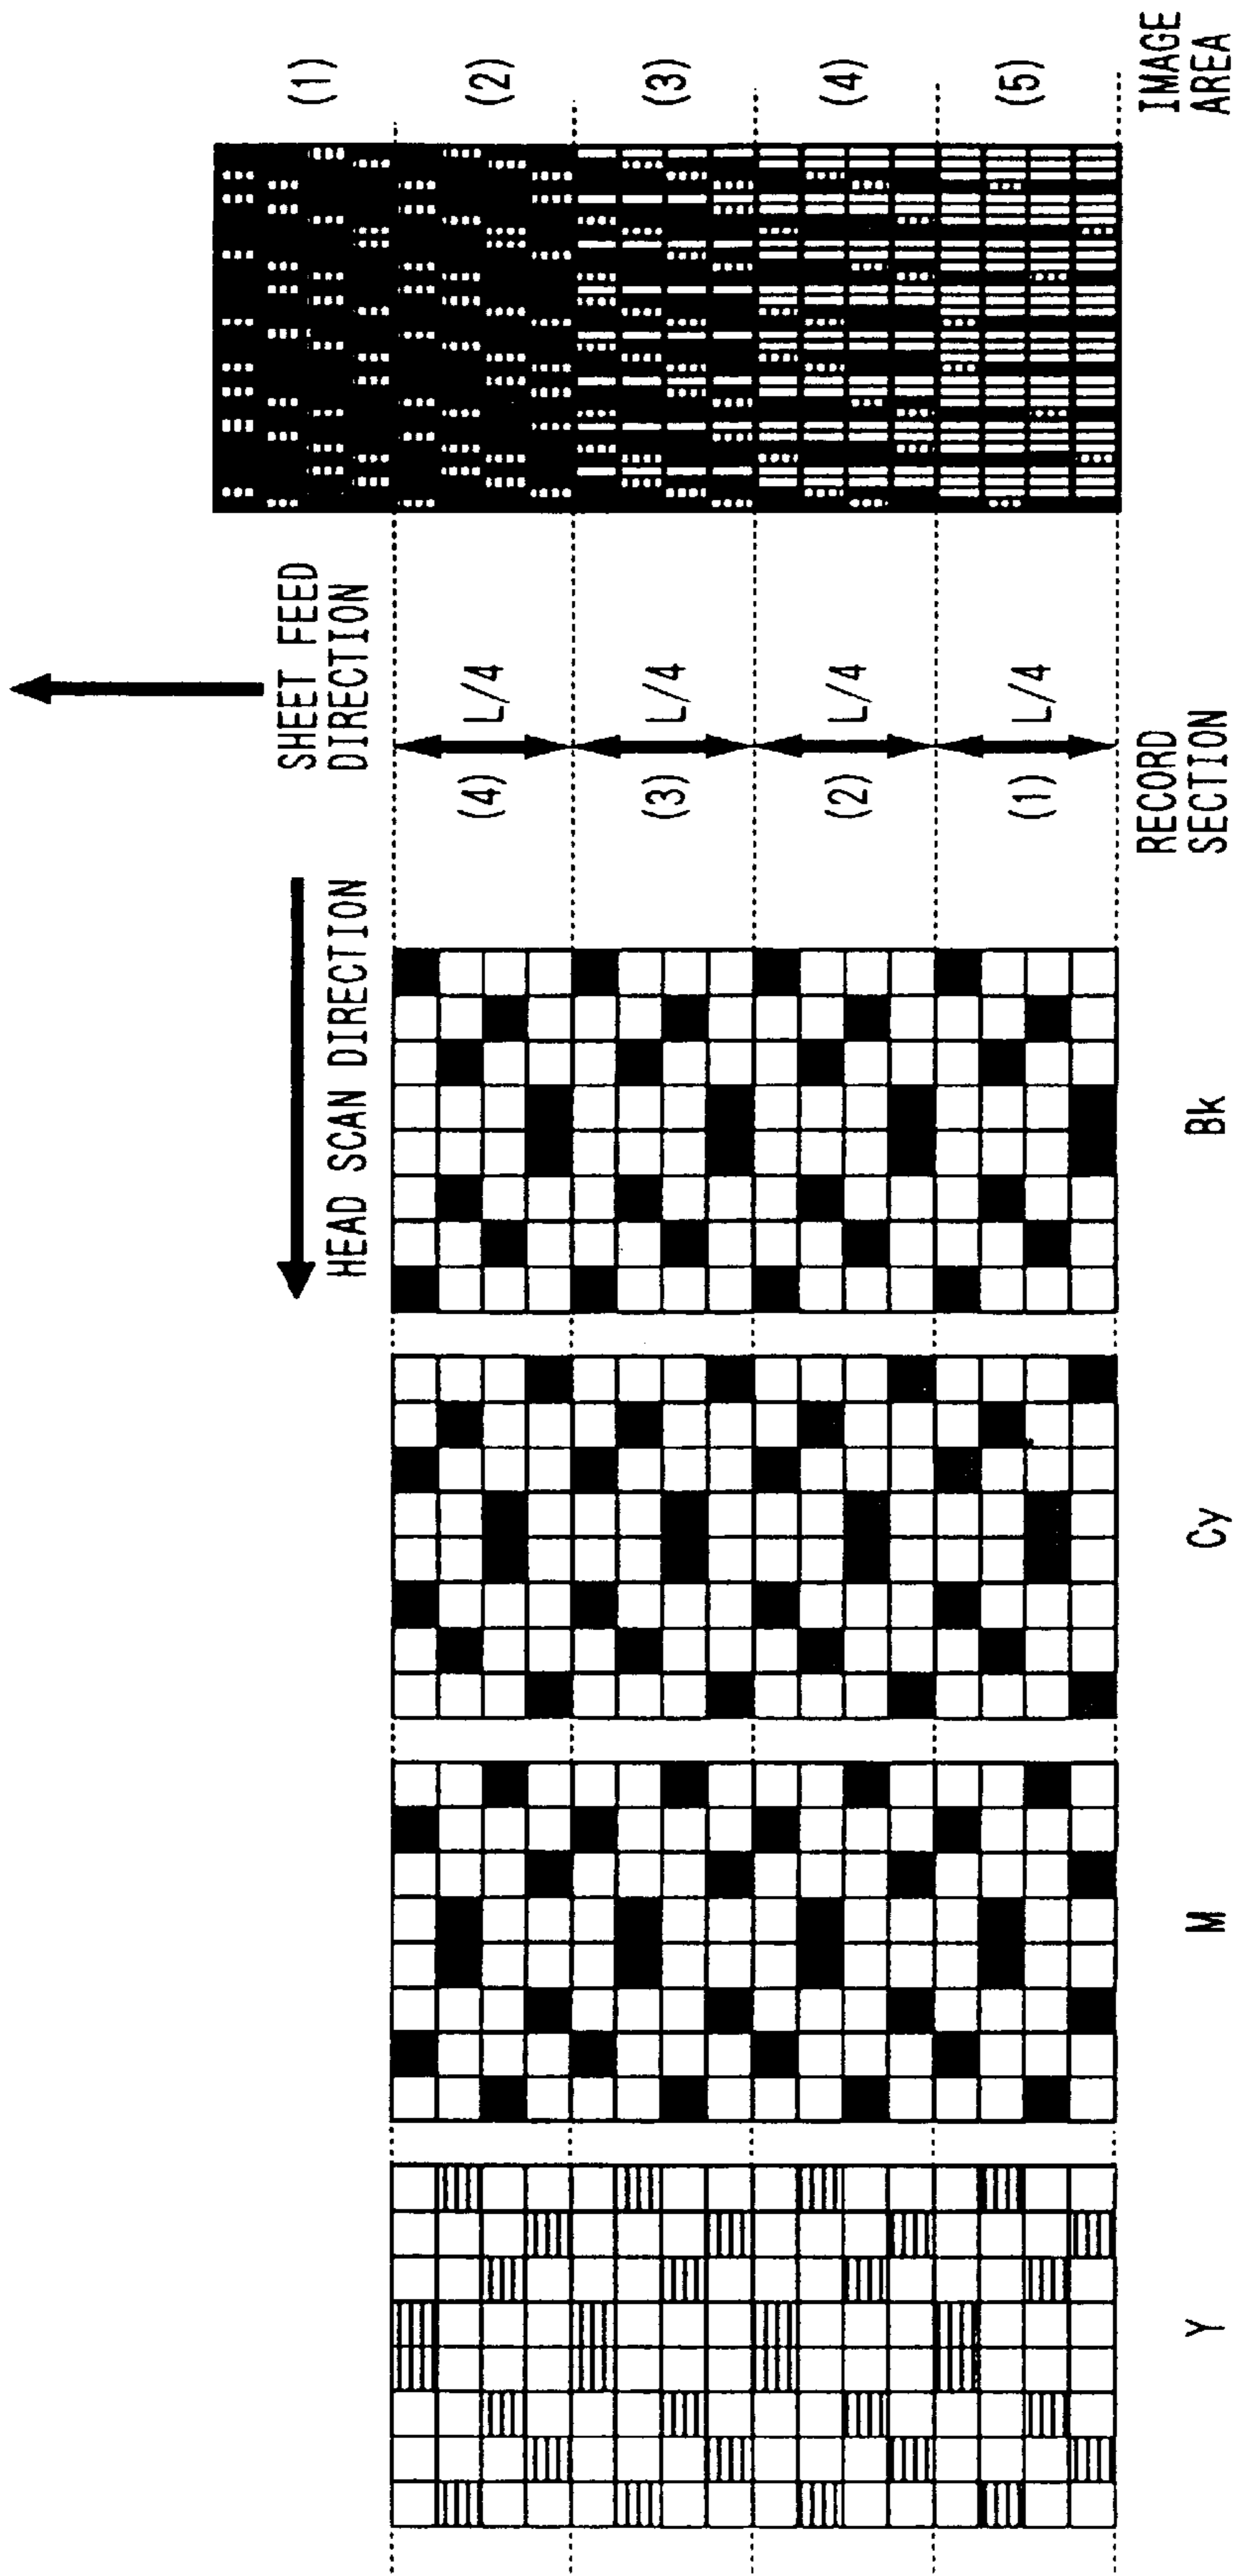 SHEET FEED
DIRECTION
HEAD SCAN DIRECTION
(1)
(2)
(3)
(4)
(5)
IMAGE
AREA
(4)
L/4
(3)
L/4
(2)
L/4
(1)
L/4
RECORD
SECTION
Y
M
Cy
Bk